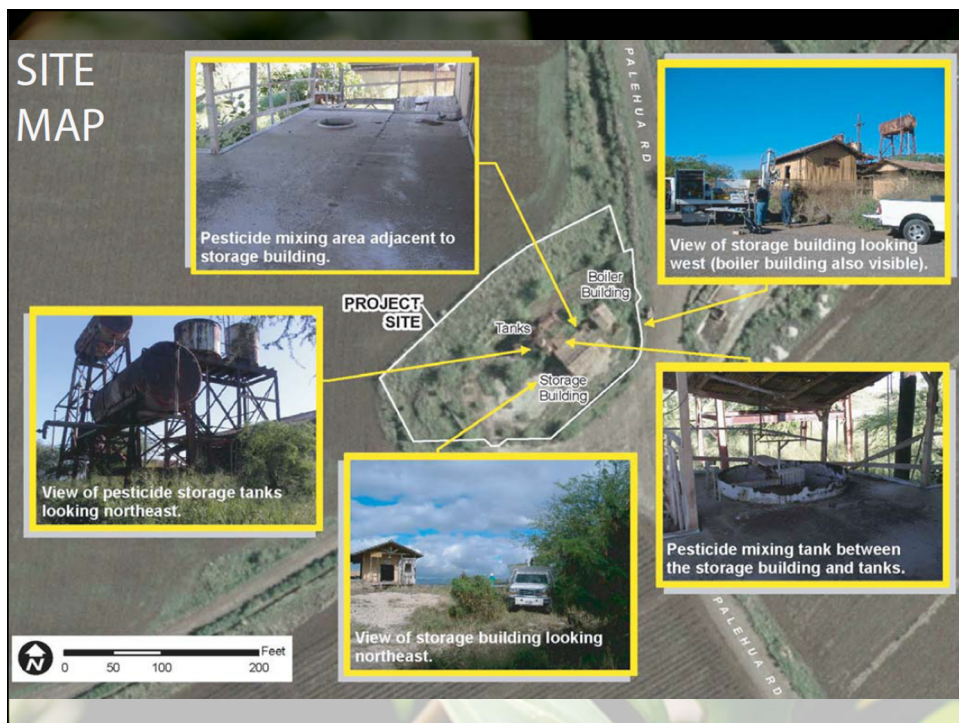 SITE
MAP
PALEHUA RD
Pesticide mixing area adjacent to
storage building.
View of storage building looking
west (boiler building also visible).
Boiler
Building
PROJECT
SITE
Tanks
Storage
Building
View of pesticide storage tanks
looking northeast.
Pesticide mixing tank between
the storage building and tanks.
View of storage building looking
northeast.
PALEHUA RD
N
Feet
0 50 100 200